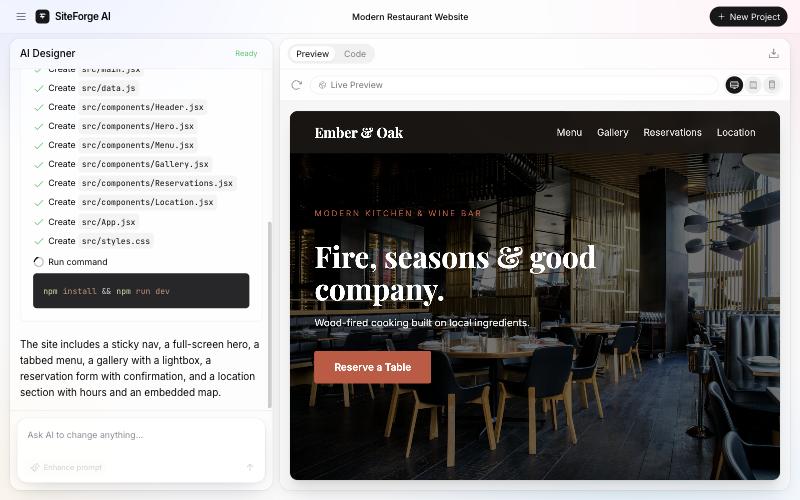 SiteForge AI
Modern Restaurant Website
New Project
AI Designer
Ready
Create src/main.jsx
Create src/data.js
Create src/components/Header.jsx
Create src/components/Hero.jsx
Create src/components/Menu.jsx
Create src/components/Gallery.jsx
Create src/components/Reservations.jsx
Create src/components/Location.jsx
Create src/App.jsx
Create src/styles.css
Run command
npm install && npm run dev
The site includes a sticky nav, a full-screen hero, a
tabbed menu, a gallery with a lightbox, a
reservation form with confirmation, and a location
section with hours and an embedded map.
Ask AI to change anything...
Enhance prompt
Preview
Code
Live Preview
Ember & Oak
Menu
Gallery
Reservations
Location
MODERN KITCHEN & WINE BAR
Fire, seasons & good
company.
Wood-fired cooking built on local ingredients.
Reserve a Table